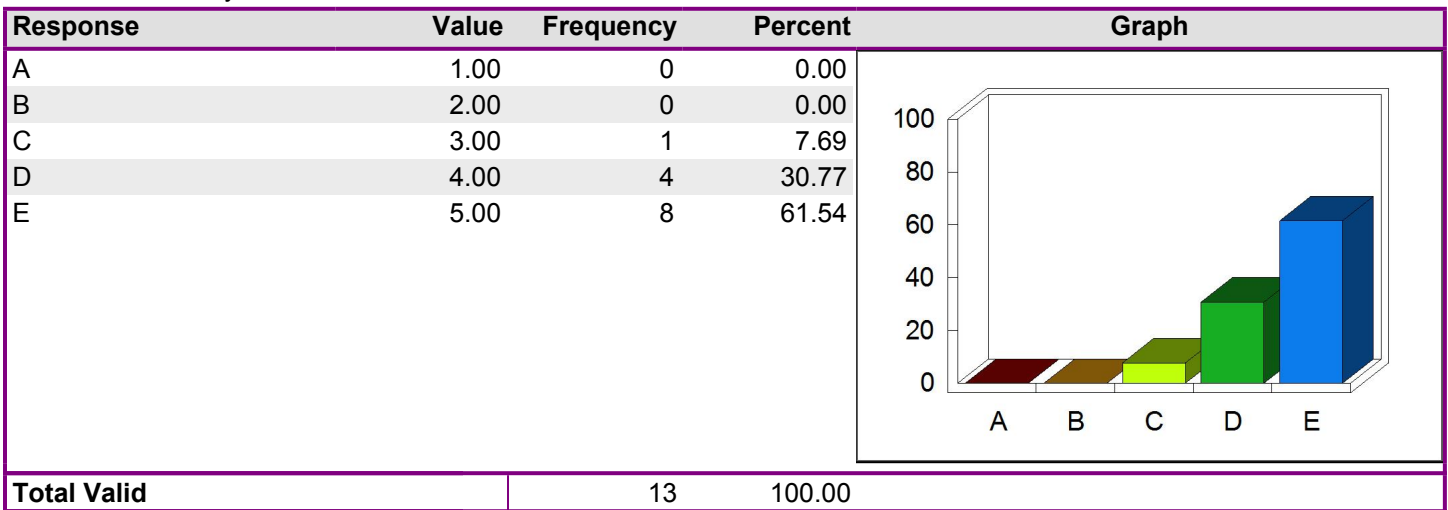 Response Value Frequency Percent Graph
A 1.00 0 0.00
B 2.00 0 0.00
C 3.00 1 7.69
D 4.00 4 30.77
E 5.00 8 61.54
100
80
60
40
20
0
A B C D E
Total Valid 13 100.00